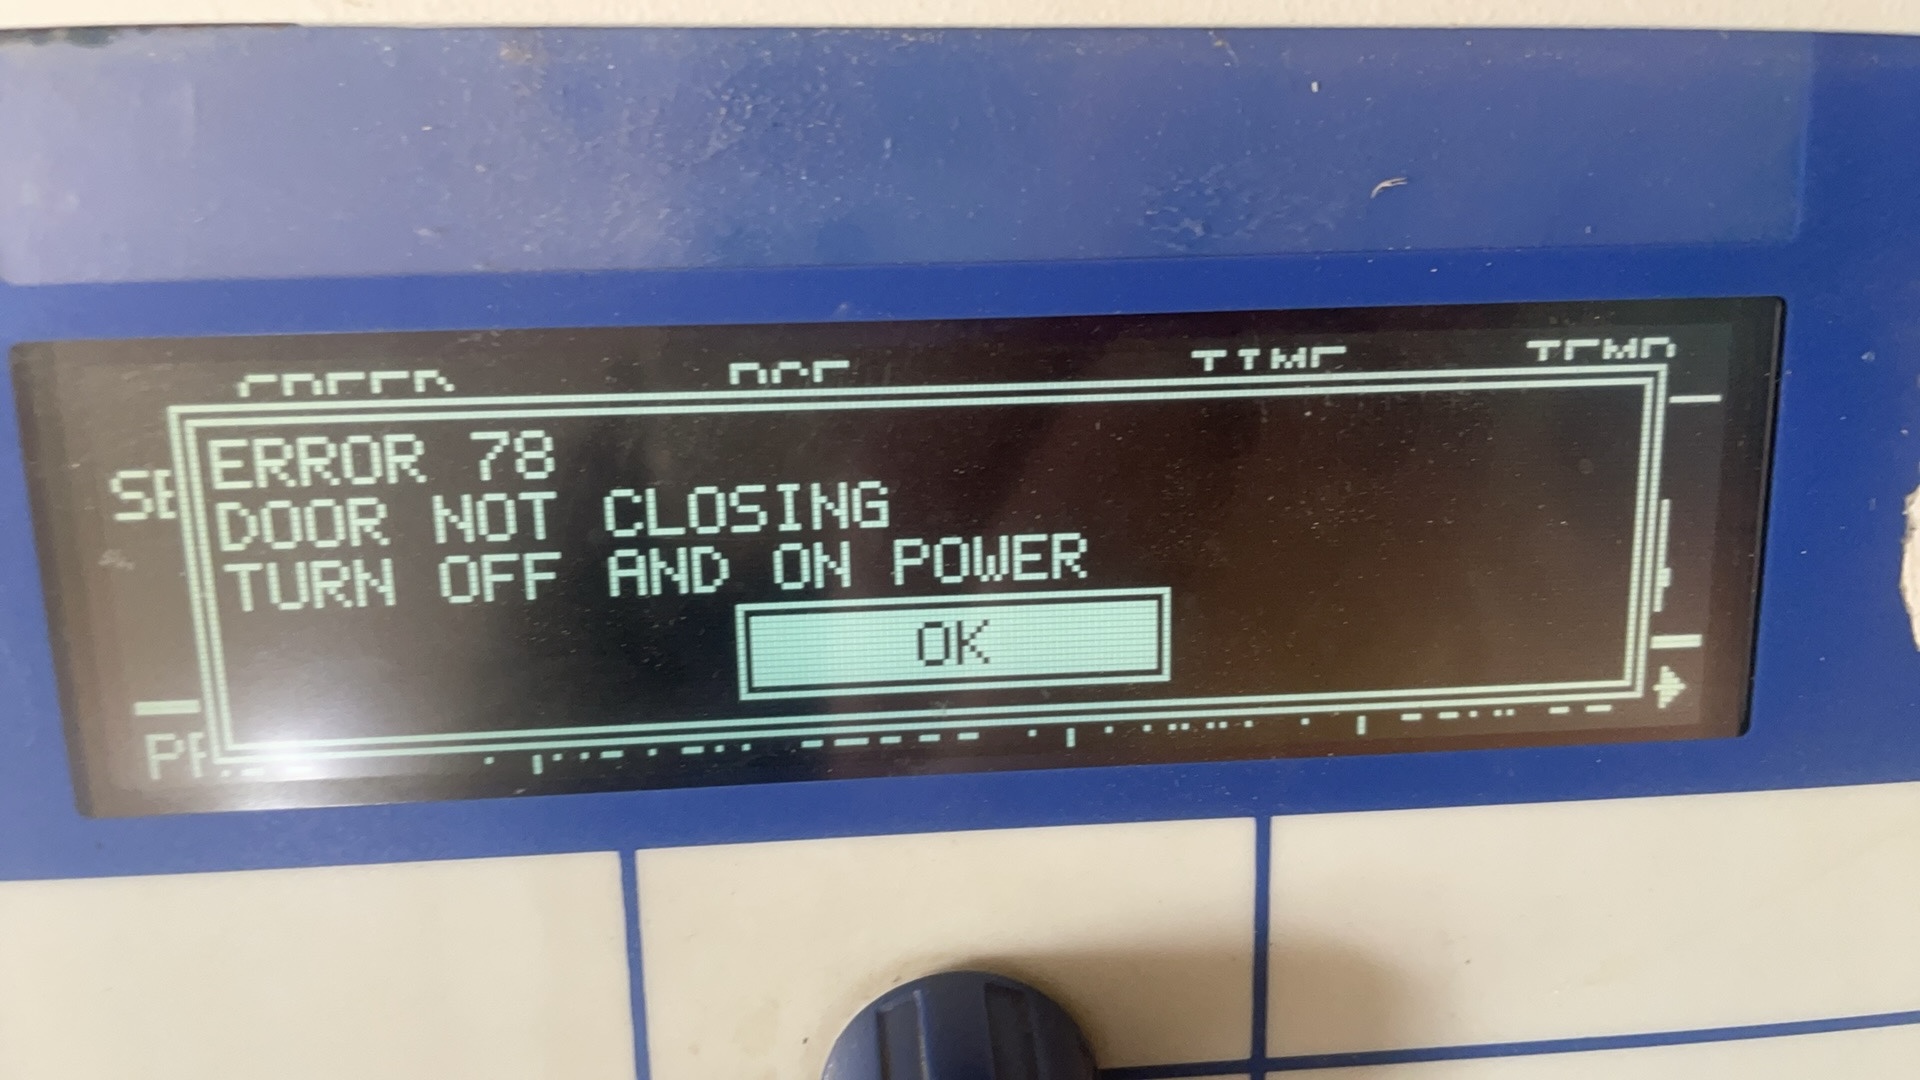 ERROR 78
DOOR NOT CLOSING
TURN OFF AND ON POWER
OK